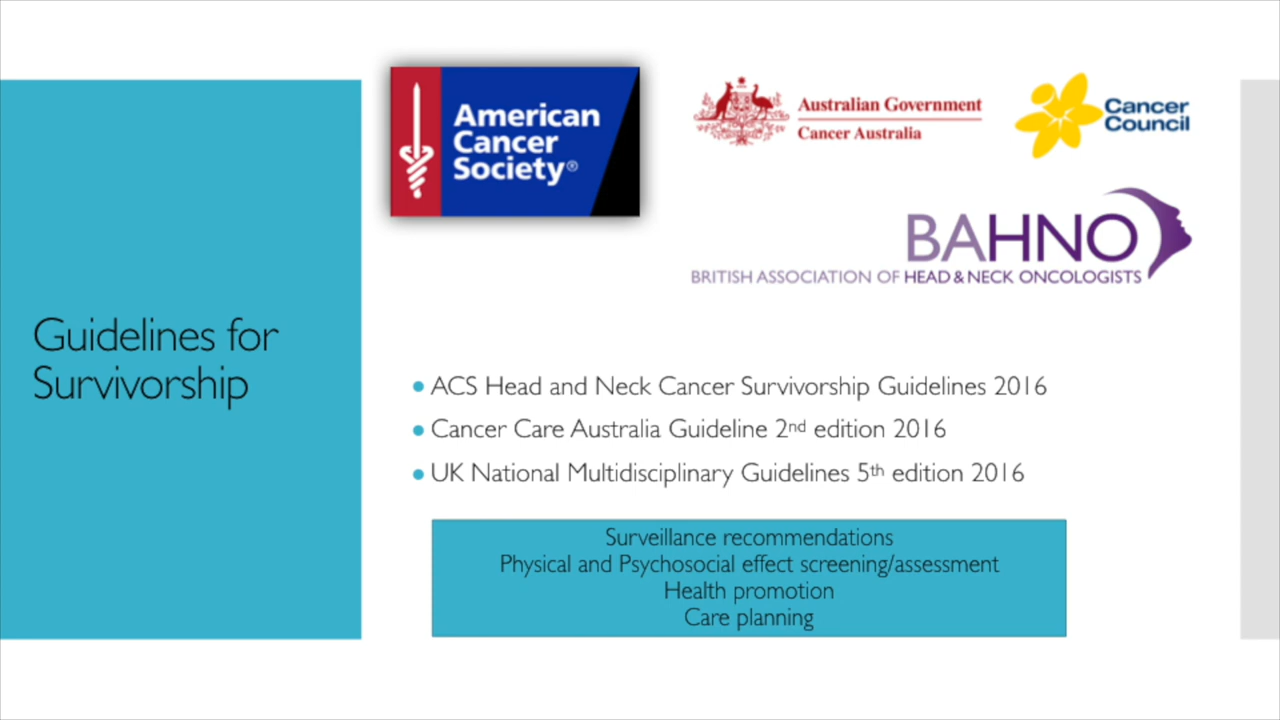 American
Cancer
Society®
Australian Government
Cancer Australia
Cancer
Council
BAHNO
BRITISH ASSOCIATION OF HEAD & NECK ONCOLOGISTS
Guidelines for
Survivorship
• ACS Head and Neck Cancer Survivorship Guidelines 2016
• Cancer Care Australia Guideline 2nd edition 2016
• UK National Multidisciplinary Guidelines 5th edition 2016
Surveillance recommendations
Physical and Psychosocial effect screening/assessment
Health promotion
Care planning